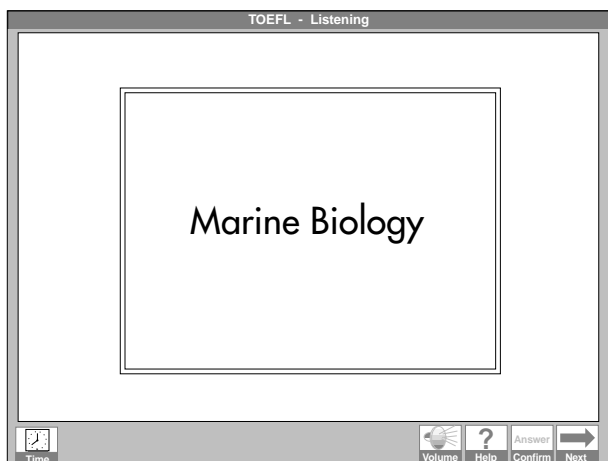 TOEFL - Listening
Marine Biology
Answer
Time
Volume
Help
Confirm
Next